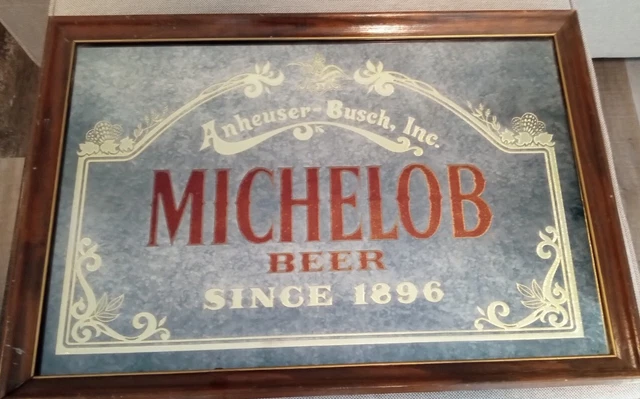 Anheuser-Busch, Inc.
MICHELOB
BEER
SINCE 1896